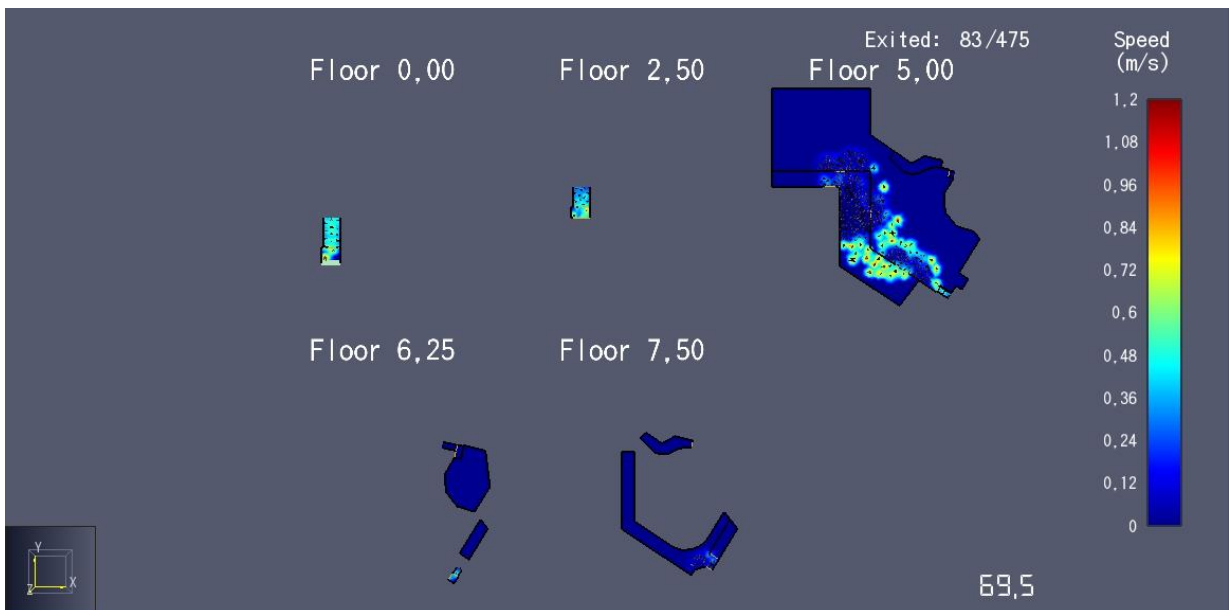 Exited: 83/475
Speed
(m/s)
Floor 0,00
Floor 2,50
Floor 5,00
1,2
1,08
0,96
0,84
0,72
0,6
0,48
0,36
0,24
0,12
0
Floor 6,25
Floor 7,50
Y
Z
X
69,5